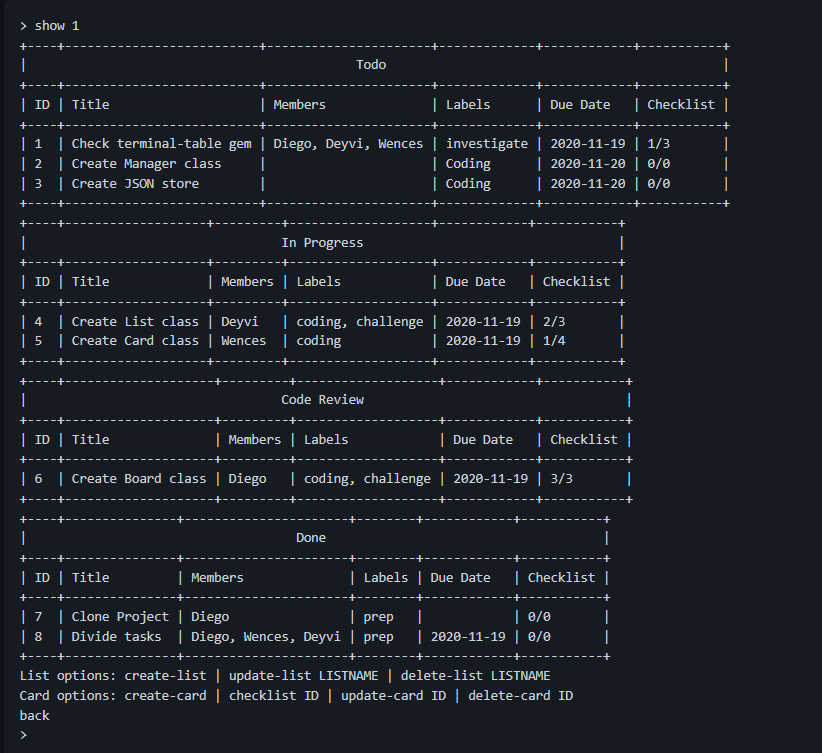 > show 1
+----+--------------------------+-----------------------+-------------+------------+-----------+
|                                            Todo                                             |
+----+--------------------------+-----------------------+-------------+------------+-----------+
| ID | Title                    | Members               | Labels      | Due Date   | Checklist |
+----+--------------------------+-----------------------+-------------+------------+-----------+
| 1  | Check terminal-table gem | Diego, Deyvi, Wences | investigate | 2020-11-19 | 1/3       |
| 2  | Create Manager class     |                       | Coding      | 2020-11-20 | 0/0       |
| 3  | Create JSON store        |                       | Coding      | 2020-11-20 | 0/0       |
+----+--------------------------+-----------------------+-------------+------------+-----------+
+----+-------------------+---------+-------------------+------------+-----------+
|                                  In Progress                                  |
+----+-------------------+---------+-------------------+------------+-----------+
| ID | Title             | Members | Labels            | Due Date   | Checklist |
+----+-------------------+---------+-------------------+------------+-----------+
| 4  | Create List class | Deyvi   | coding, challenge | 2020-11-19 | 2/3       |
| 5  | Create Card class | Wences  | coding            | 2020-11-19 | 1/4       |
+----+-------------------+---------+-------------------+------------+-----------+
+----+--------------------+---------+-------------------+------------+-----------+
|                                  Code Review                                   |
+----+--------------------+---------+-------------------+------------+-----------+
| ID | Title              | Members | Labels            | Due Date   | Checklist |
+----+--------------------+---------+-------------------+------------+-----------+
| 6  | Create Board class | Diego   | coding, challenge | 2020-11-19 | 3/3       |
+----+--------------------+---------+-------------------+------------+-----------+
+----+---------------+----------------------+--------+------------+-----------+
|                                    Done                                     |
+----+---------------+----------------------+--------+------------+-----------+
| ID | Title         | Members              | Labels | Due Date   | Checklist |
+----+---------------+----------------------+--------+------------+-----------+
| 7  | Clone Project | Diego                | prep   |            | 0/0       |
| 8  | Divide tasks  | Diego, Wences, Deyvi | prep   | 2020-11-19 | 0/0       |
+----+---------------+----------------------+--------+------------+-----------+
List options: create-list | update-list LISTNAME | delete-list LISTNAME
Card options: create-card | checklist ID | update-card ID | delete-card ID
back
>